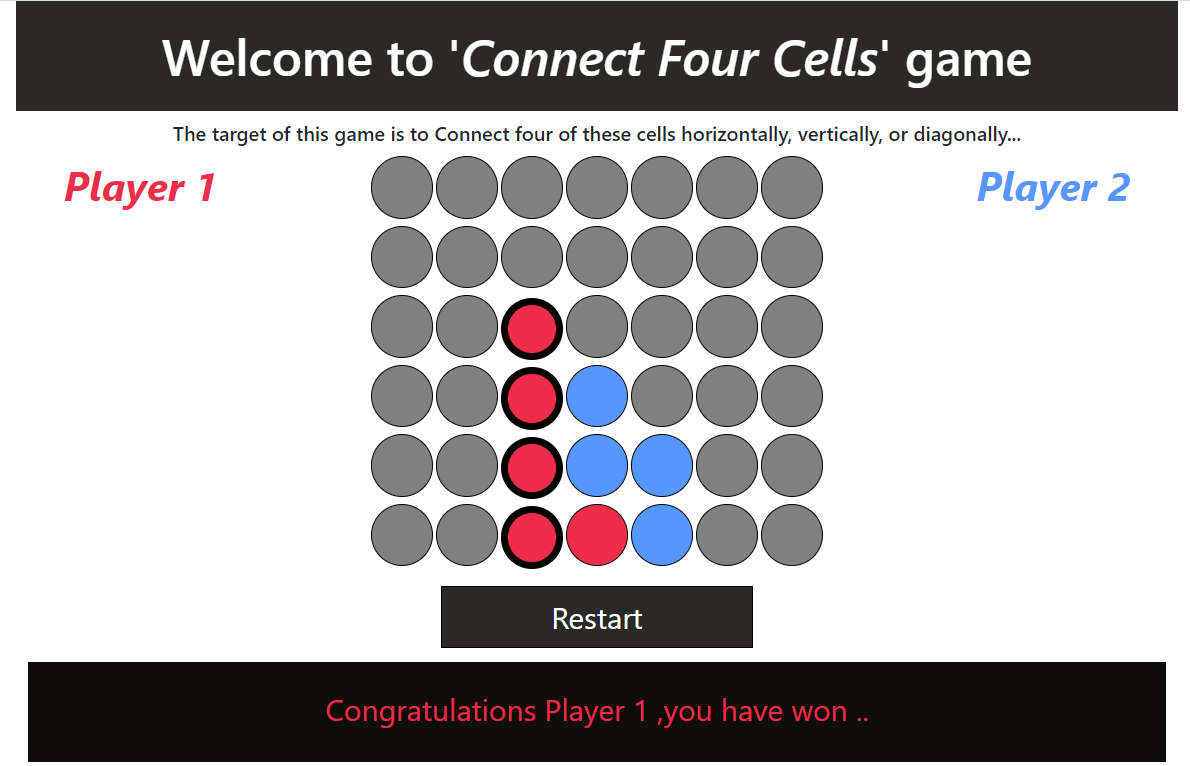 Welcome to 'Connect Four Cells' game
The target of this game is to Connect four of these cells horizontally, vertically, or diagonally...
Player 1
Player 2
Restart
Congratulations Player 1 ,you have won ..